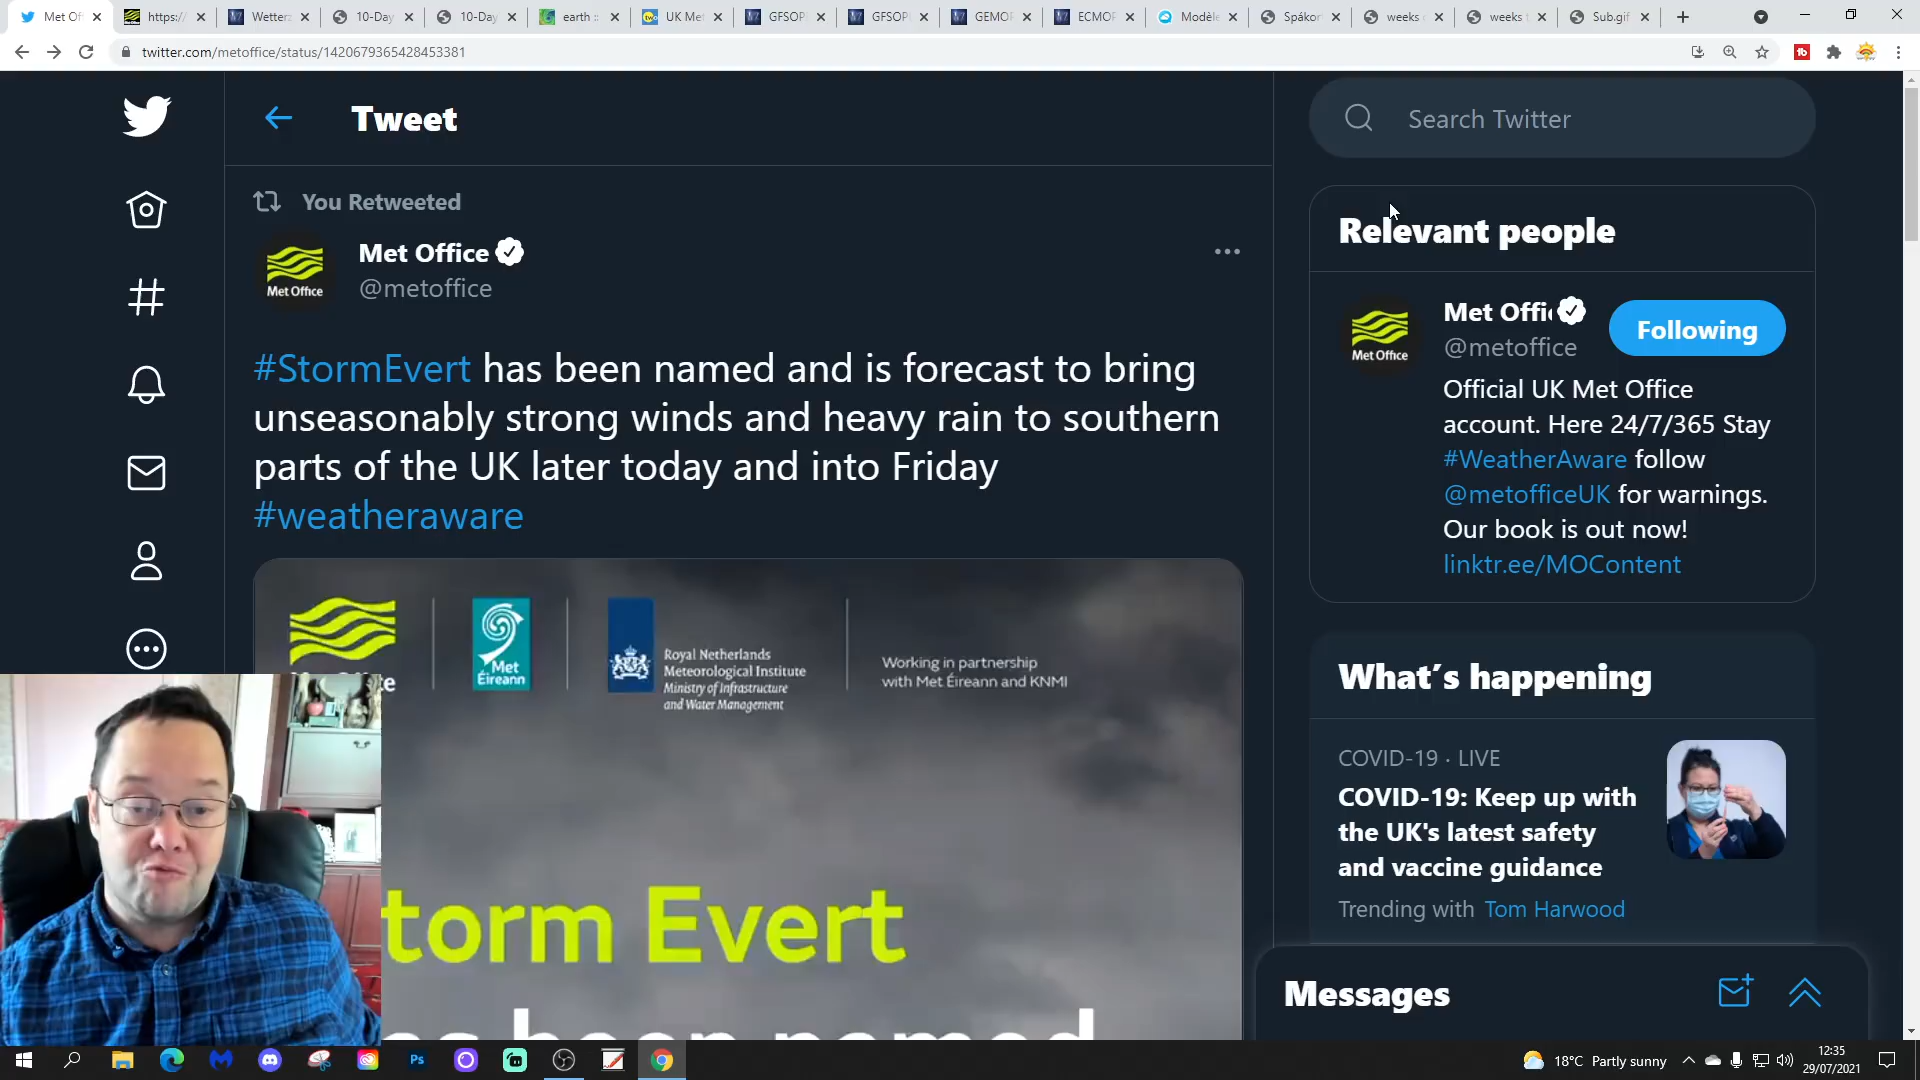 Met Of
https:/
Wetterz
10-Day
10-Day
earth ::
UK Met
GFSOP
GFSOP
GEMOP
ECMOP
Modèle
Spákor
weeks
weeks
Sub.gif
twitter.com/metoffice/status/1420679365428453381
Tweet
Search Twitter
You Retweeted
Met Office
@metoffice
#StormEvert has been named and is forecast to bring
unseasonably strong winds and heavy rain to southern
parts of the UK later today and into Friday
#weatheraware
Met Office
Met
Éireann
Royal Netherlands
Meteorological Institute
Ministry of Infrastructure
and Water Management
Working in partnership
with Met Éireann and KNMI
torm Evert
s been named
Relevant people
Met Offi
@metoffice
Following
Met Office
Official UK Met Office
account. Here 24/7/365 Stay
#WeatherAware follow
@metofficeUK for warnings.
Our book is out now!
linktr.ee/MOContent
What's happening
COVID-19 · LIVE
COVID-19: Keep up with
the UK's latest safety
and vaccine guidance
Trending with Tom Harwood
Messages
Ps
18°C Partly sunny
12:35
29/07/2021